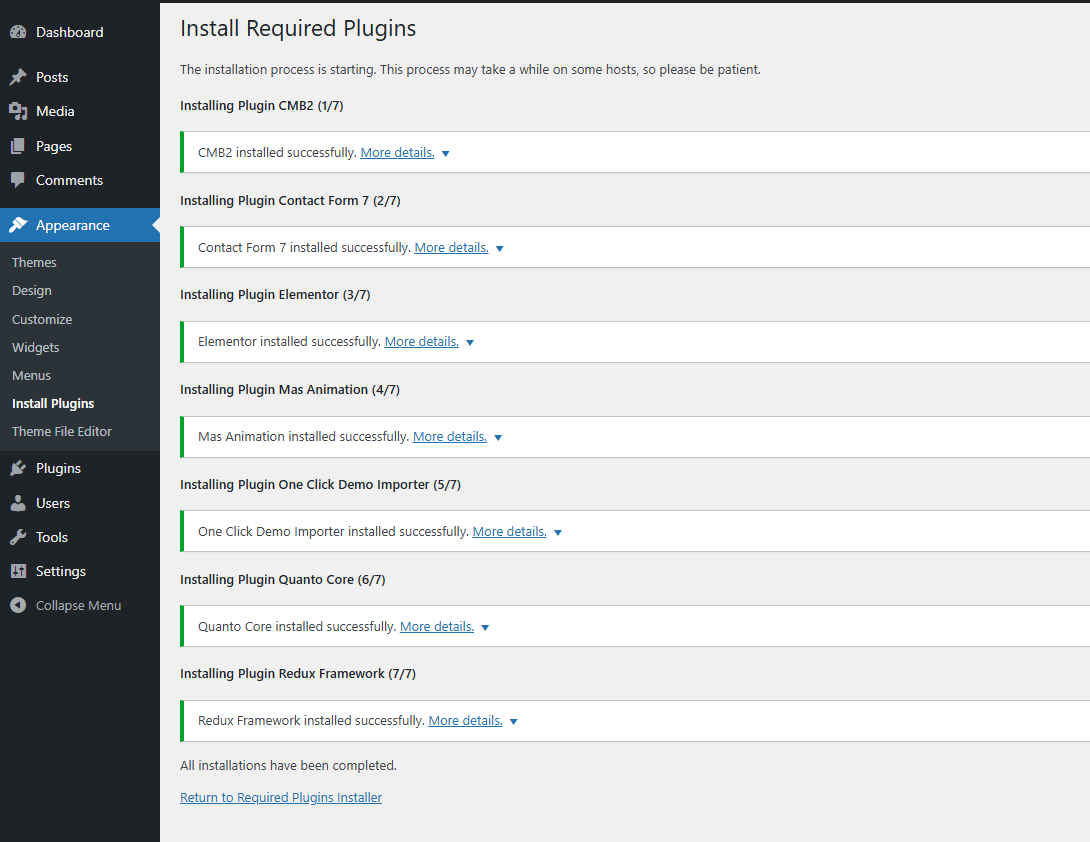 Dashboard
Posts
Media
Pages
Comments
Appearance
Themes
Design
Customize
Widgets
Menus
Install Plugins
Theme File Editor
Plugins
Users
Tools
Settings
Collapse Menu
Install Required Plugins
The installation process is starting. This process may take a while on some hosts, so please be patient.
Installing Plugin CMB2 (1/7)
CMB2 installed successfully. More details.
Installing Plugin Contact Form 7 (2/7)
Contact Form 7 installed successfully. More details.
Installing Plugin Elementor (3/7)
Elementor installed successfully. More details.
Installing Plugin Mas Animation (4/7)
Mas Animation installed successfully. More details.
Installing Plugin One Click Demo Importer (5/7)
One Click Demo Importer installed successfully. More details.
Installing Plugin Quanto Core (6/7)
Quanto Core installed successfully. More details.
Installing Plugin Redux Framework (7/7)
Redux Framework installed successfully. More details.
All installations have been completed.
Return to Required Plugins Installer